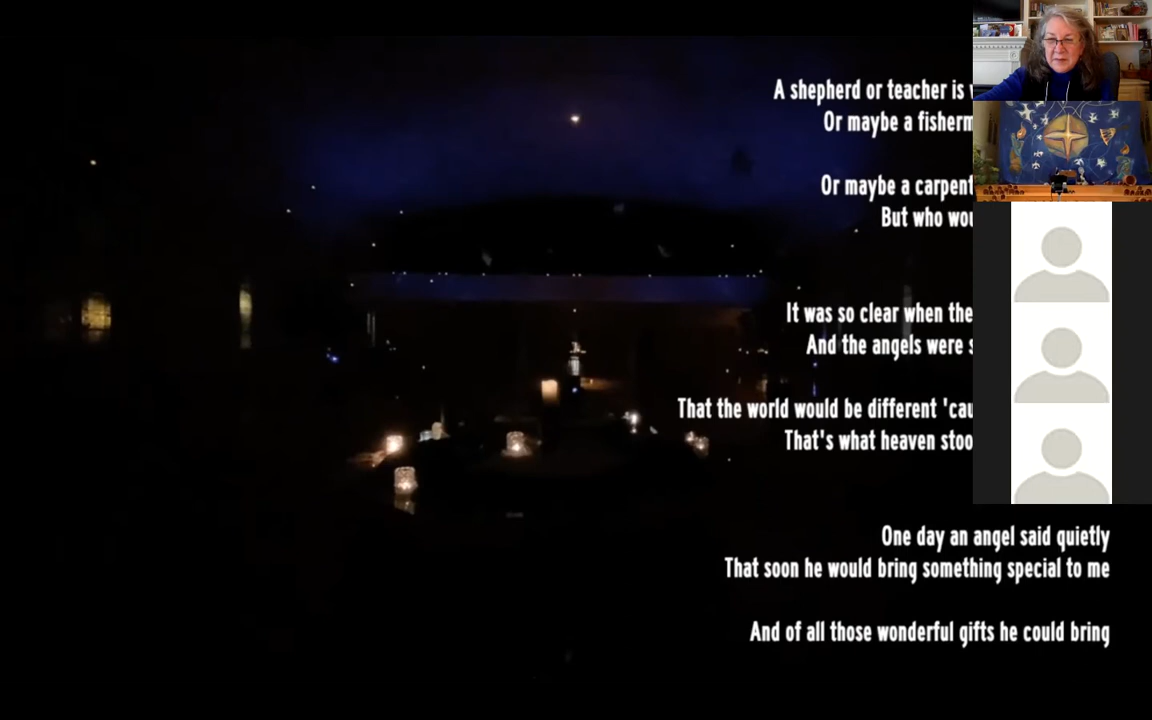 A shepherd or teacher is
Or maybe a fisherm
Or maybe a carpent
But who wou
It was so clear when the
And the angels were s
That the world would be different 'cau
That's what heaven stoo
One day an angel said quietly
That soon he would bring something special to me
And of all those wonderful gifts he could bring